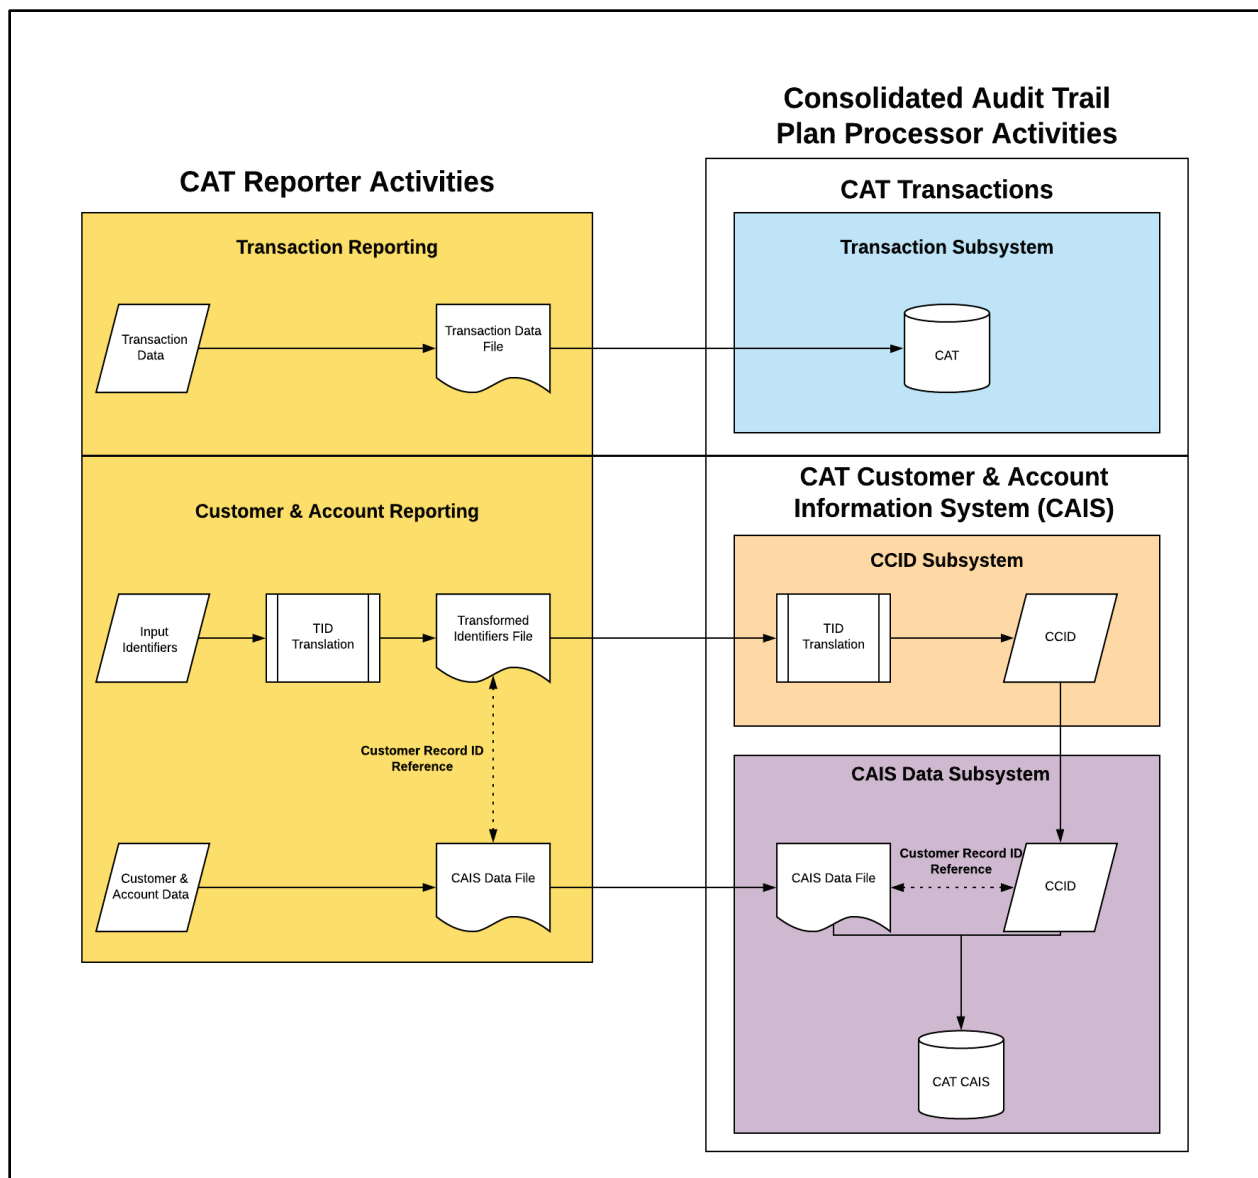 Consolidated Audit Trail
Plan Processor Activities
CAT Reporter Activities
CAT Transactions
Transaction Reporting
Transaction Subsystem
Transaction
Data
Transaction Data
File
CAT
CAT Customer & Account
Information System (CAIS)
Customer & Account Reporting
CCID Subsystem
Input
Identifiers
TID
Translation
Transformed
Identifiers File
TID
Translation
CCID
Customer Record ID
Reference
CAIS Data Subsystem
Customer &
Account Data
CAIS Data File
CAIS Data File
Customer Record ID
Reference
CCID
CAT CAIS